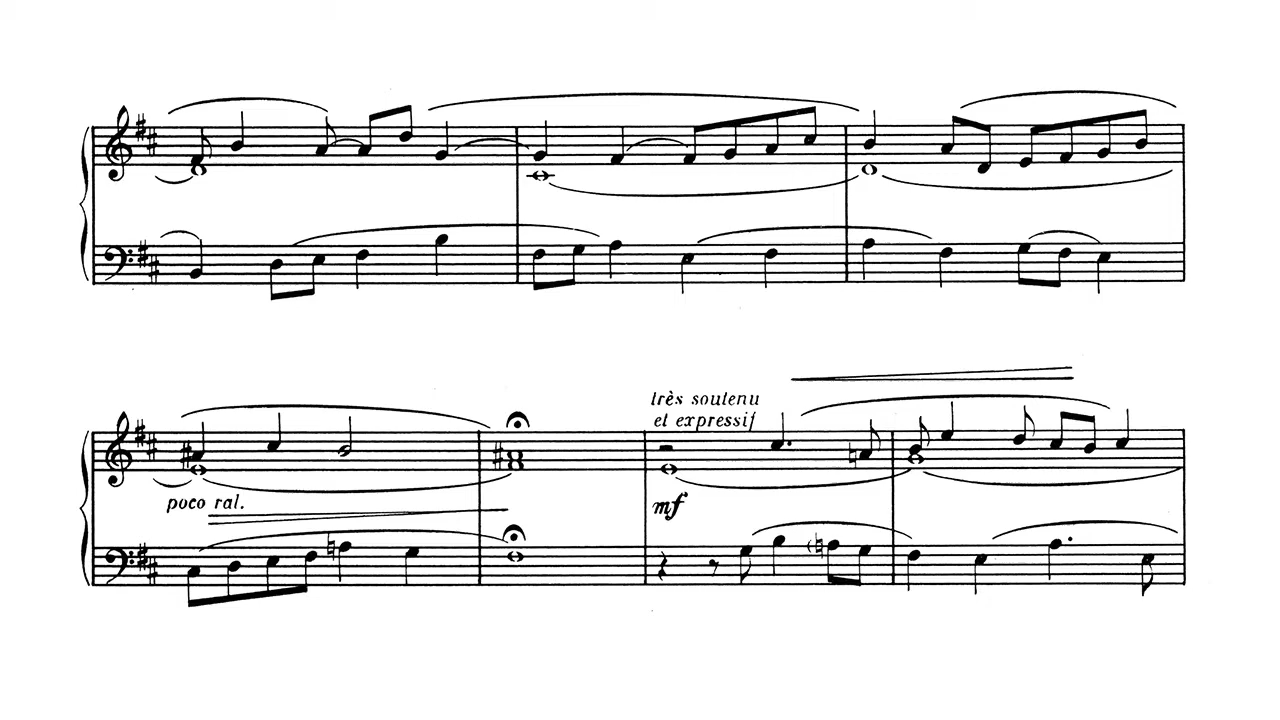 très soutenu
et expressif
poco ral.
mf